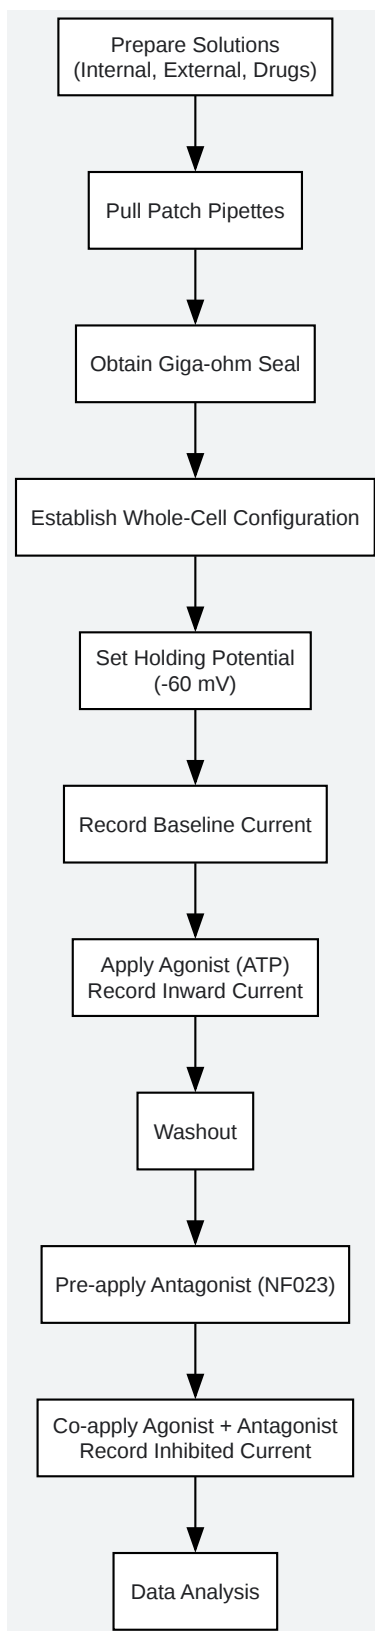 Prepare Solutions
(Internal, External, Drugs)
Pull Patch Pipettes
Obtain Giga-ohm Seal
Establish Whole-Cell Configuration
Set Holding Potential
(-60 mV)
Record Baseline Current
Apply Agonist (ATP)
Record Inward Current
Washout
Pre-apply Antagonist (NF023)
Co-apply Agonist + Antagonist
Record Inhibited Current
Data Analysis